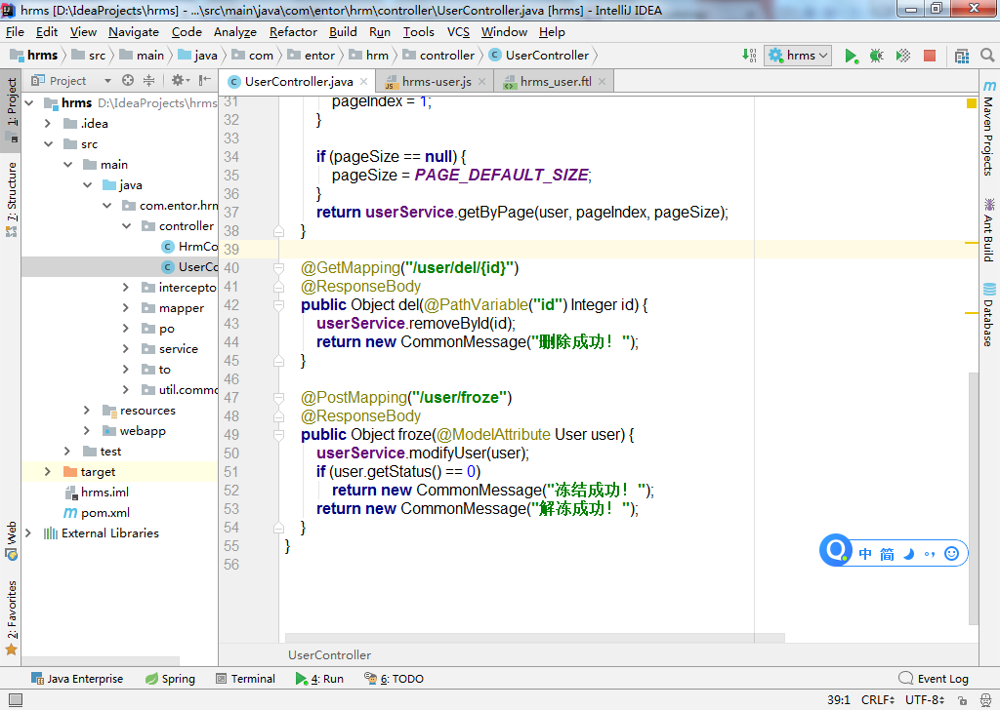 hrms [D:\IdeaProjects\hrms] - ...\src\main\java\com\entor\hrm\controller\UserController.java [hrms] - IntelliJ IDEA
File Edit View Navigate Code Analyze Refactor Build Run Tools VCS Window Help
hrms src main java com entor hrm controller UserController hrms
Project UserController.java hrms-user.js hrms_user.ftl
1: Project
7: Structure
Web
2: Favorites
hrms D:\IdeaProjects\hrms
.idea
src
main
java
com.entor.hrm
controller
HrmCo
UserCo
intercepto
mapper
po
service
to
util.commo
resources
webapp
test
target
hrms.iml
pom.xml
External Libraries
31 pageIndex = 1;
32 }
33
34 if (pageSize == null) {
35 pageSize = PAGE_DEFAULT_SIZE;
36 }
37 return userService.getByPage(user, pageIndex, pageSize);
38 }
39
40 @GetMapping("/user/del/{id}")
41 @ResponseBody
42 public Object del(@PathVariable("id") Integer id) {
43 userService.removeById(id);
44 return new CommonMessage("删除成功！");
45 }
46
47 @PostMapping("/user/froze")
48 @ResponseBody
49 public Object froze(@ModelAttribute User user) {
50 userService.modifyUser(user);
51 if (user.getStatus() == 0)
52 return new CommonMessage("冻结成功！");
53 return new CommonMessage("解冻成功！");
54 }
55 }
56
中 简
UserController
Maven Projects
Ant Build
Database
Java Enterprise Spring Terminal 4: Run 6: TODO Event Log
39:1 CRLF UTF-8